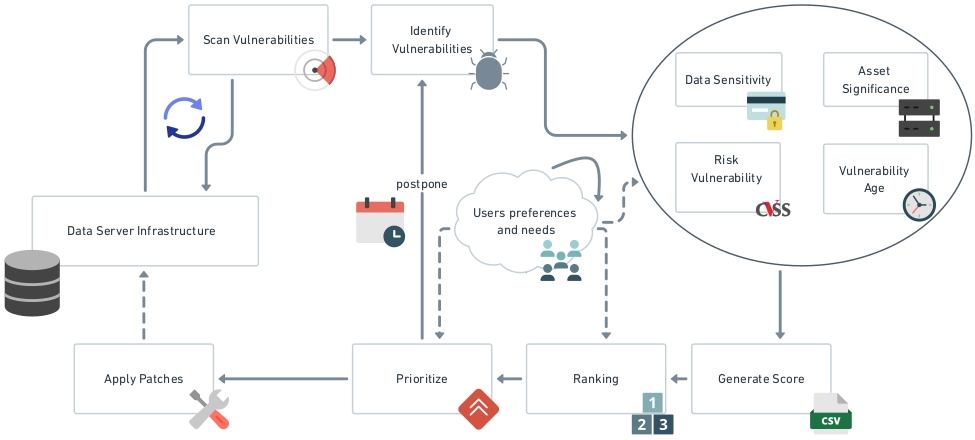 Scan Vulnerabilities
Identify
Vulnerabilities
Data Sensitivity
Asset
Significance
Risk
Vulnerability
CVSS
Vulnerability
Age
postpone
Users preferences
and needs
Data Server Infrastructure
Apply Patches
Prioritize
Ranking
1
2 3
Generate Score
CSV